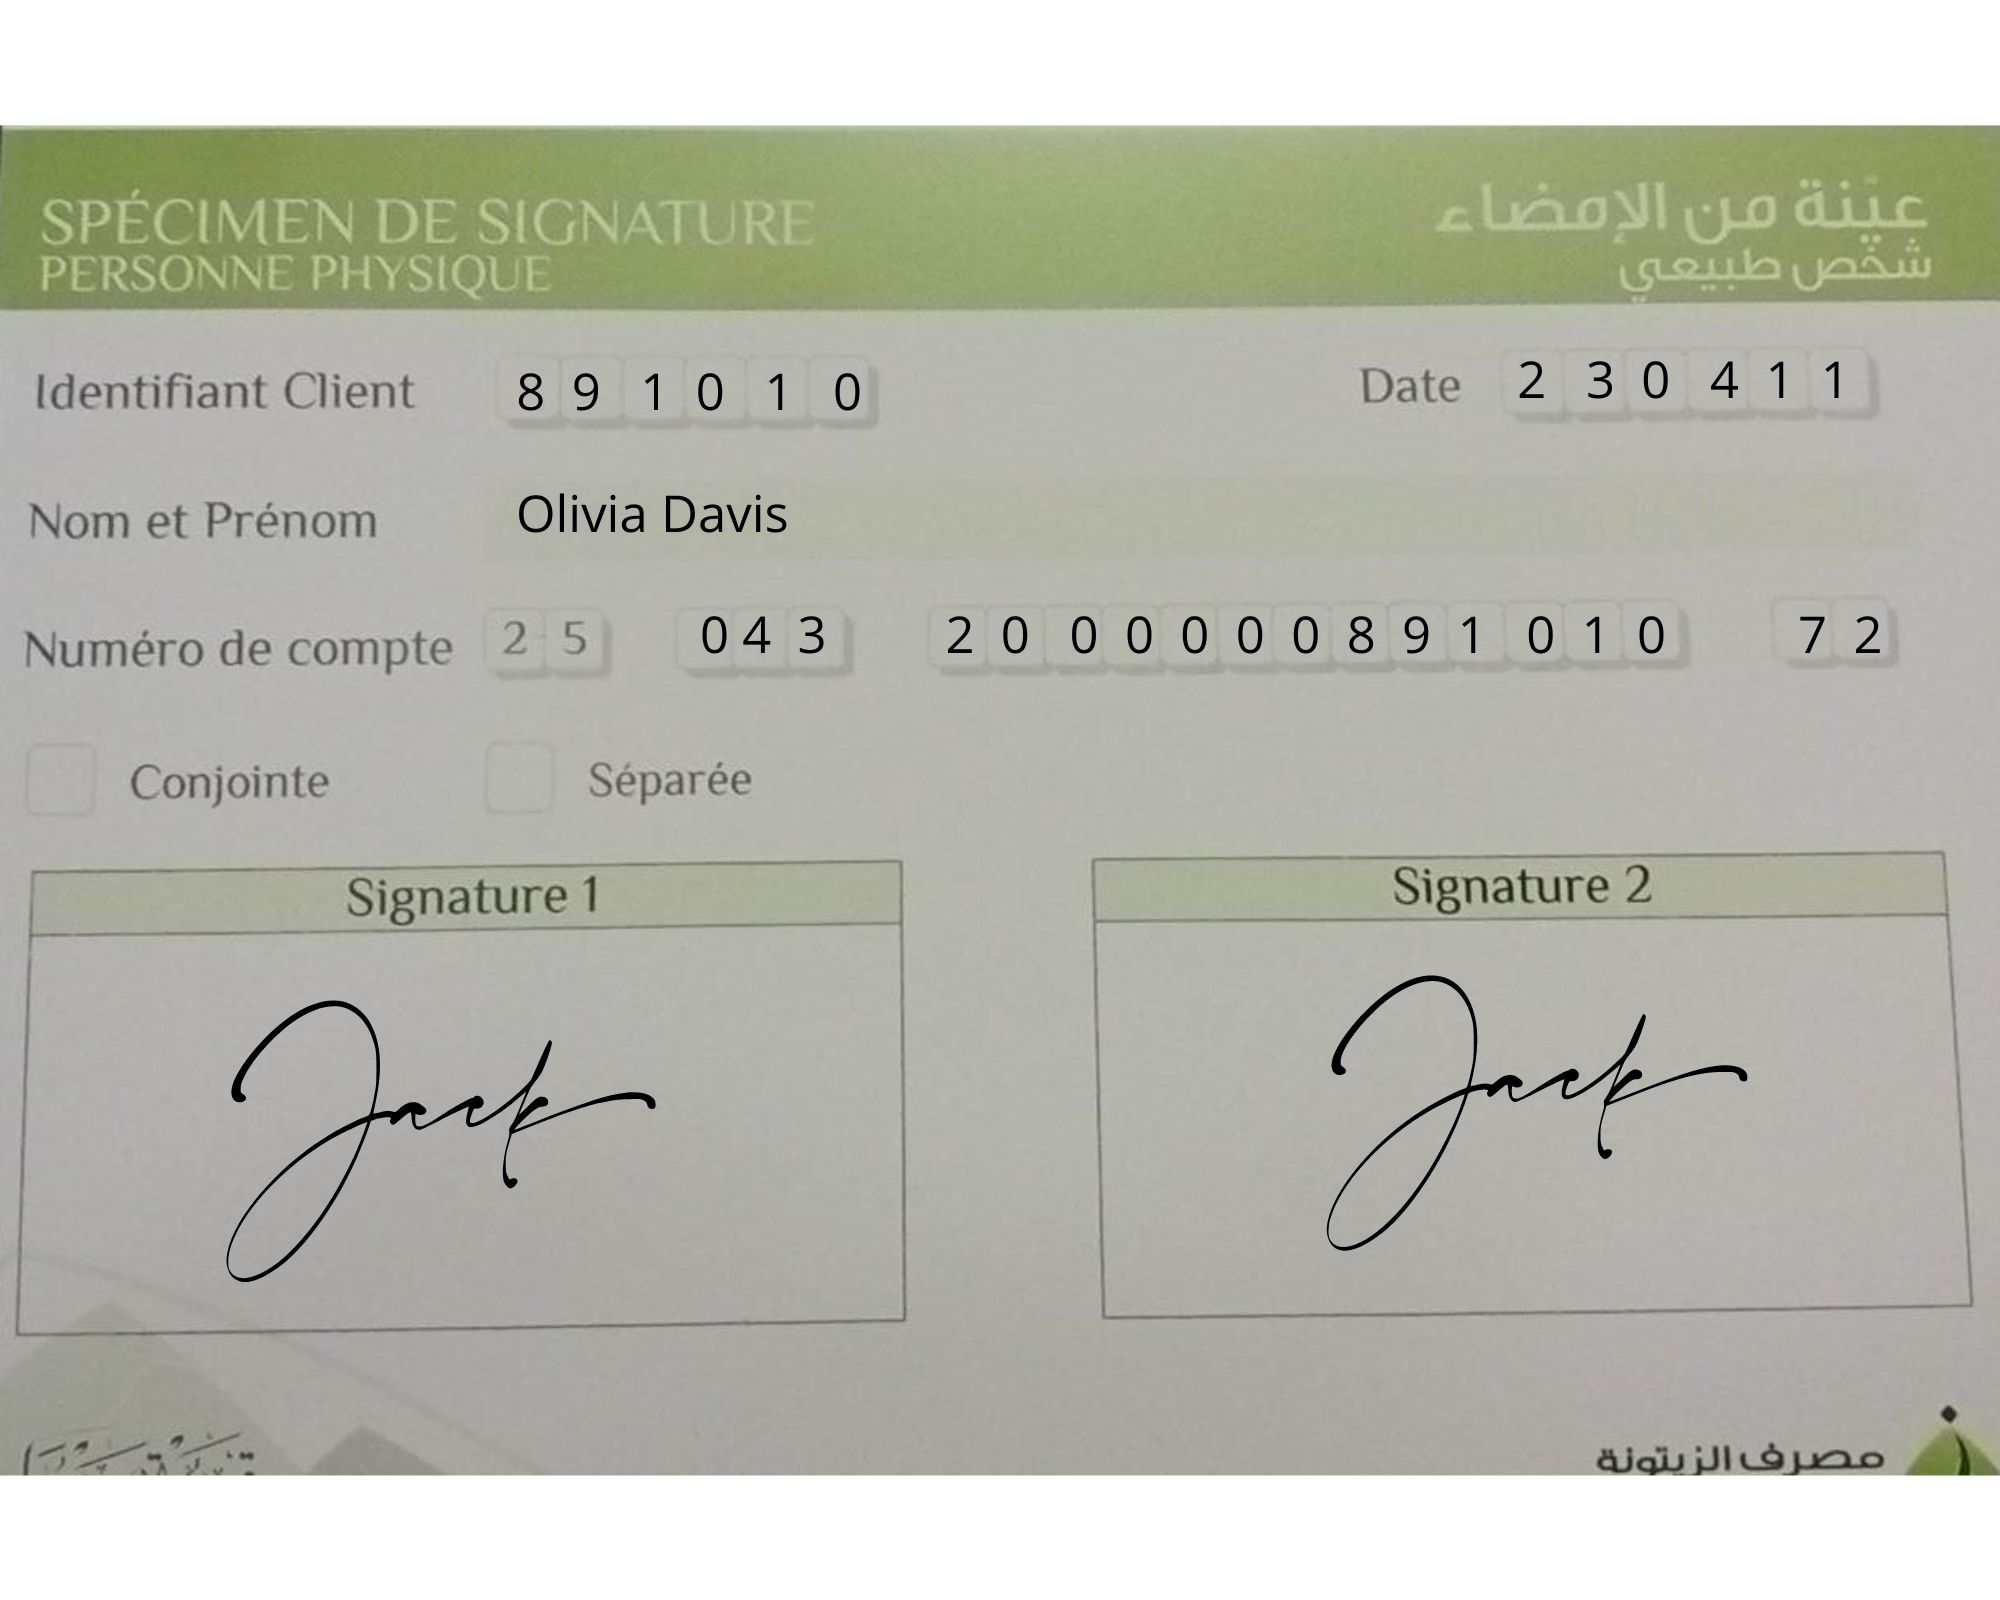 SPÉCIMEN DE SIGNATURE عيّنة من الإمضاء
PERSONNE PHYSIQUE شخص طبيعي
Identifiant Client 8 9 1 0 1 0 Date 2 3 0 4 1 1
Nom et Prénom Olivia Davis
Numéro de compte 2 5 0 4 3 2 0 0 0 0 0 0 8 9 1 0 1 0 7 2
Conjointe Séparée
Signature 1 Signature 2
Jack Jack
مصرف الزيتونة